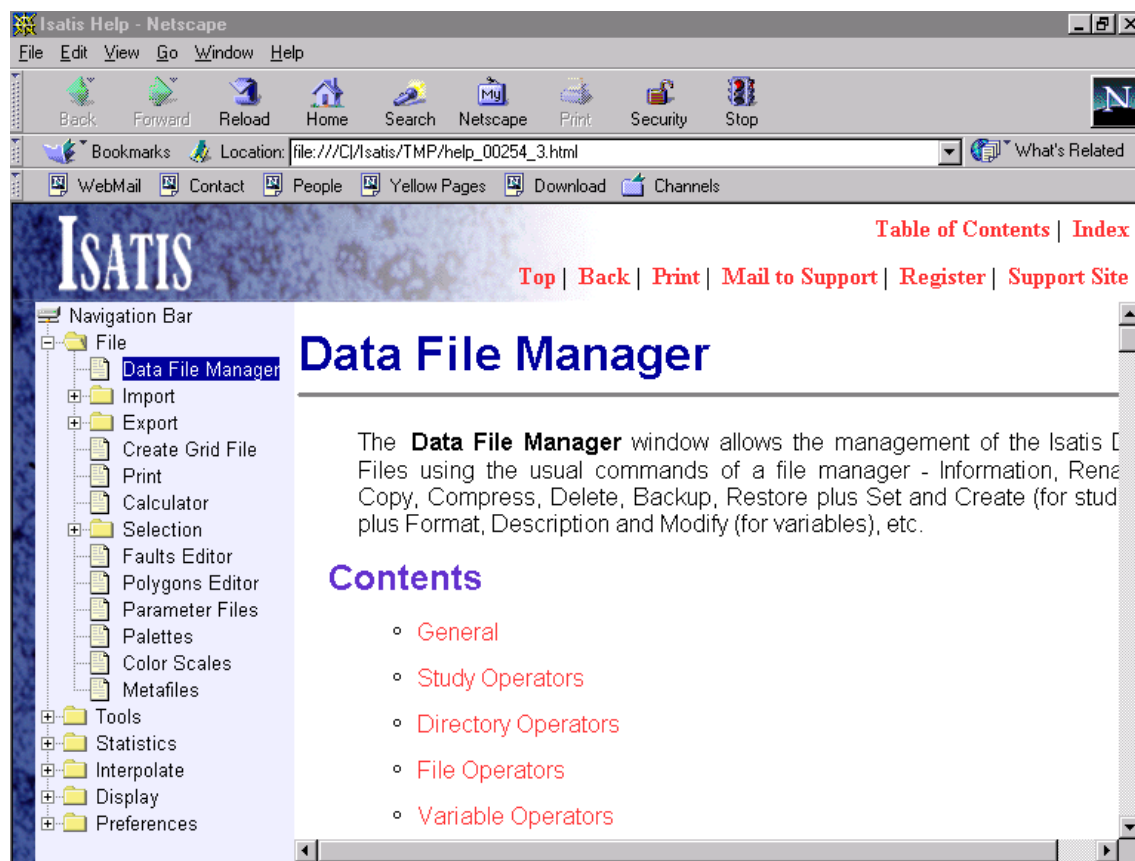 Isatis Help - Netscape
File Edit View Go Window Help
Back Forward Reload Home Search My Netscape Print Security Stop
N
Bookmarks Location: file:///C|/Isatis/TMP/help_00254_3.html What's Related
WebMail Contact People Yellow Pages Download Channels
ISATIS
Table of Contents | Index
Top | Back | Print | Mail to Support | Register | Support Site
Navigation Bar
File
Data File Manager
Import
Export
Create Grid File
Print
Calculator
Selection
Faults Editor
Polygons Editor
Parameter Files
Palettes
Color Scales
Metafiles
Tools
Statistics
Interpolate
Display
Preferences
Data File Manager
The Data File Manager window allows the management of the Isatis D
Files using the usual commands of a file manager - Information, Rena
Copy, Compress, Delete, Backup, Restore plus Set and Create (for stud
plus Format, Description and Modify (for variables), etc.
Contents
General
Study Operators
Directory Operators
File Operators
Variable Operators